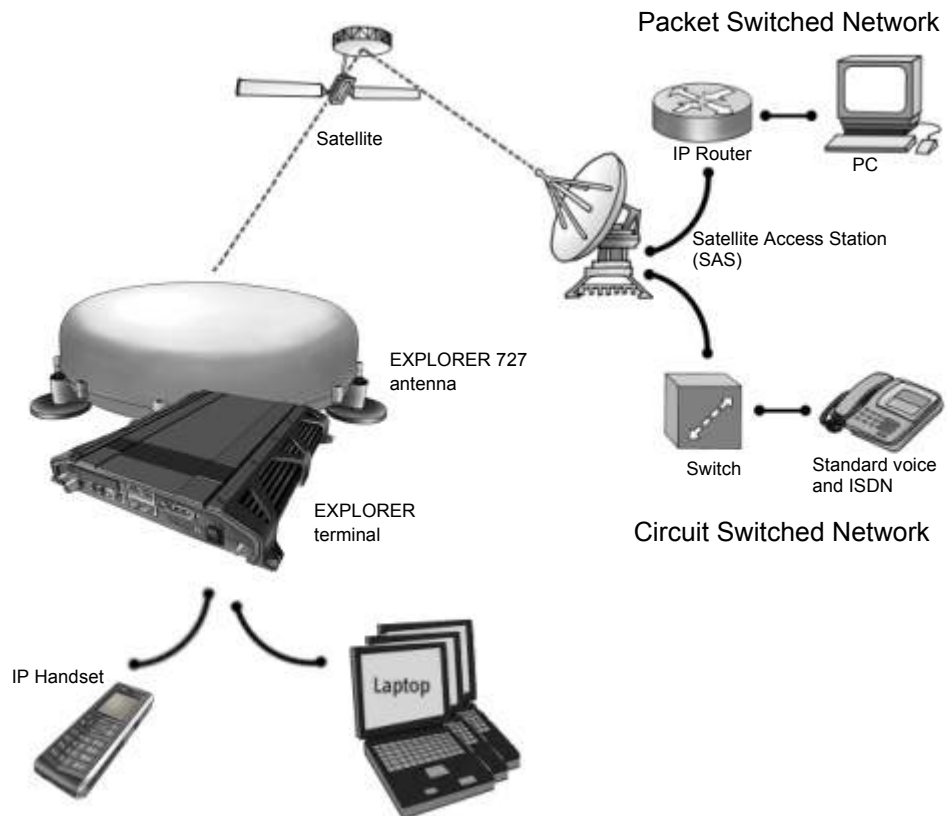 Packet Switched Network
Satellite
IP Router
PC
Satellite Access Station
(SAS)
EXPLORER 727
antenna
Switch
Standard voice
and ISDN
EXPLORER
terminal
Circuit Switched Network
IP Handset
Laptop